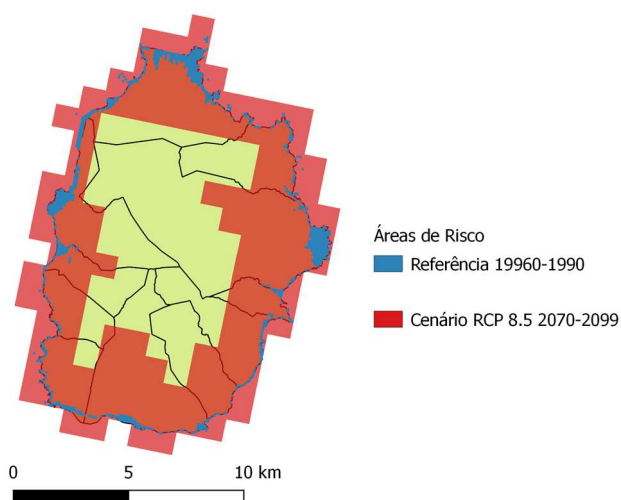 Áreas de Risco
Referência 19960-1990
Cenário RCP 8.5 2070-2099
0 5 10 km